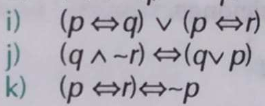 i) (p ⇔ q) ∨ (p ⇔ r)
j) (q ∧ ~r) ⇔ (q ∨ p)
k) (p ⇔ r) ⇔ ~p